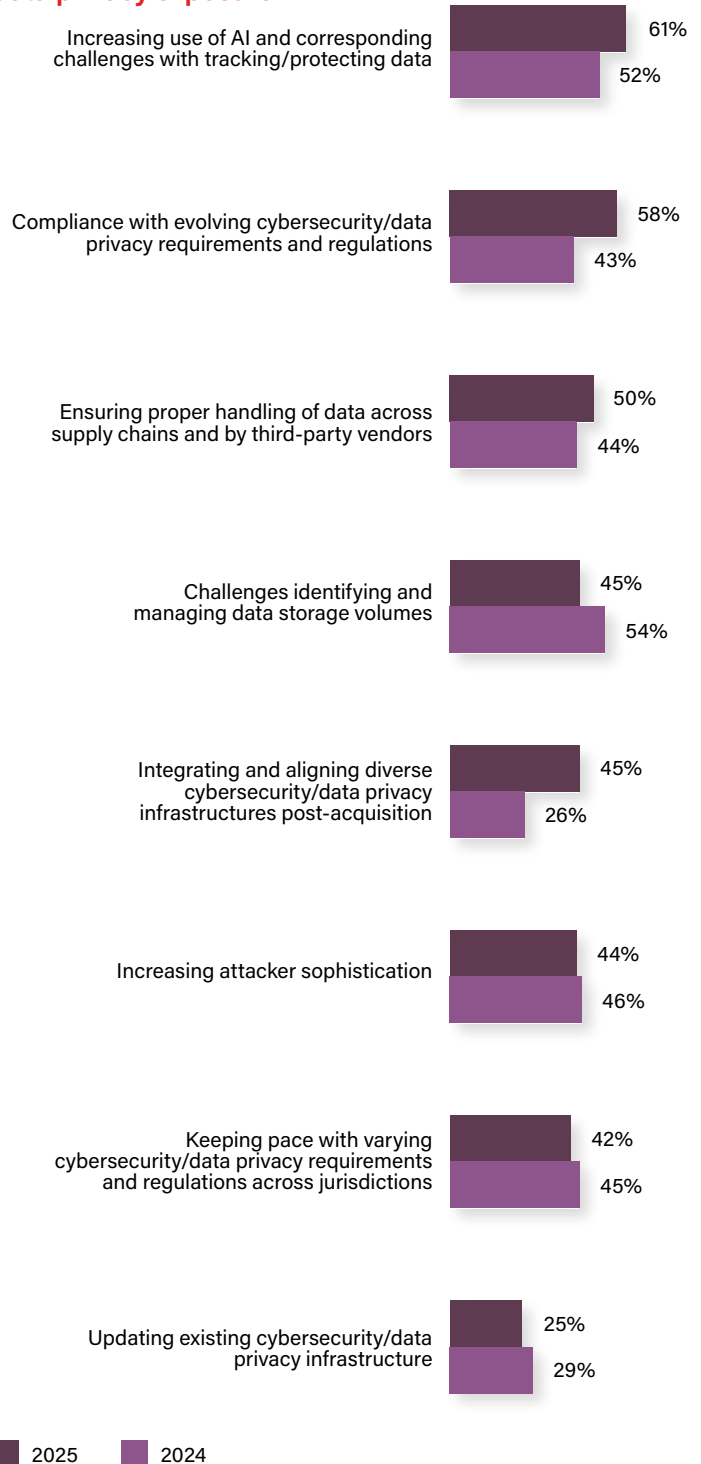 Increasing use of AI and corresponding
challenges with tracking/protecting data
61%
52%
Compliance with evolving cybersecurity/data
privacy requirements and regulations
58%
43%
Ensuring proper handling of data across
supply chains and by third-party vendors
50%
44%
Challenges identifying and
managing data storage volumes
45%
54%
Integrating and aligning diverse
cybersecurity/data privacy
infrastructures post-acquisition
45%
26%
Increasing attacker sophistication
44%
46%
Keeping pace with varying
cybersecurity/data privacy requirements
and regulations across jurisdictions
42%
45%
Updating existing cybersecurity/data
privacy infrastructure
25%
29%
2025
2024